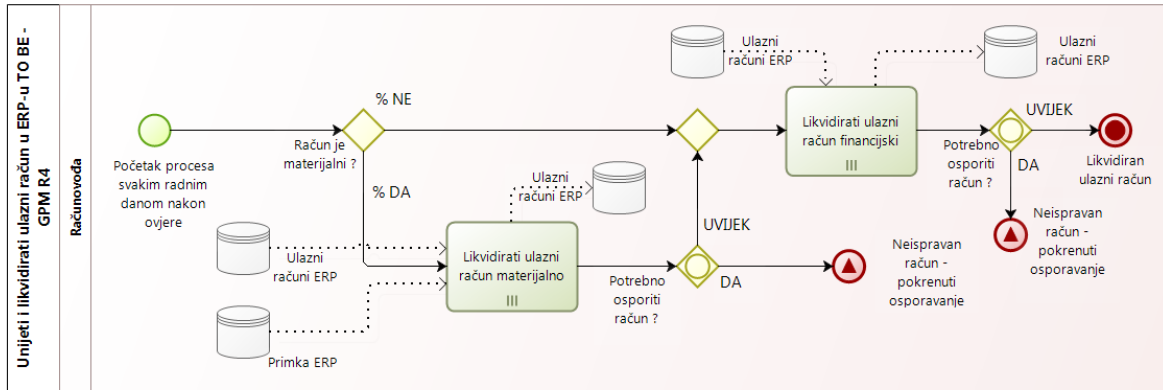 Unijeti i likvidirati ulazni račun u ERP-u TO BE -
GPM R4
Računovođa
Početak procesa
svakim radnim
danom nakon
ovjere
% NE
Račun je
materijalni ?
% DA
Ulazni
računi ERP
Primka ERP
Ulazni
računi ERP
Likvidirati ulazni
račun materijalno
Potrebno
osporiti
račun ?
UVIJEK
DA
Neispravan
račun -
pokrenuti
osporavanje
Ulazni
računi ERP
Likvidirati ulazni
račun financijski
Ulazni
računi ERP
Potrebno
osporiti
račun ?
UVIJEK
DA
Likvidiran
ulazni račun
Neispravan
račun -
pokrenuti
osporavanje